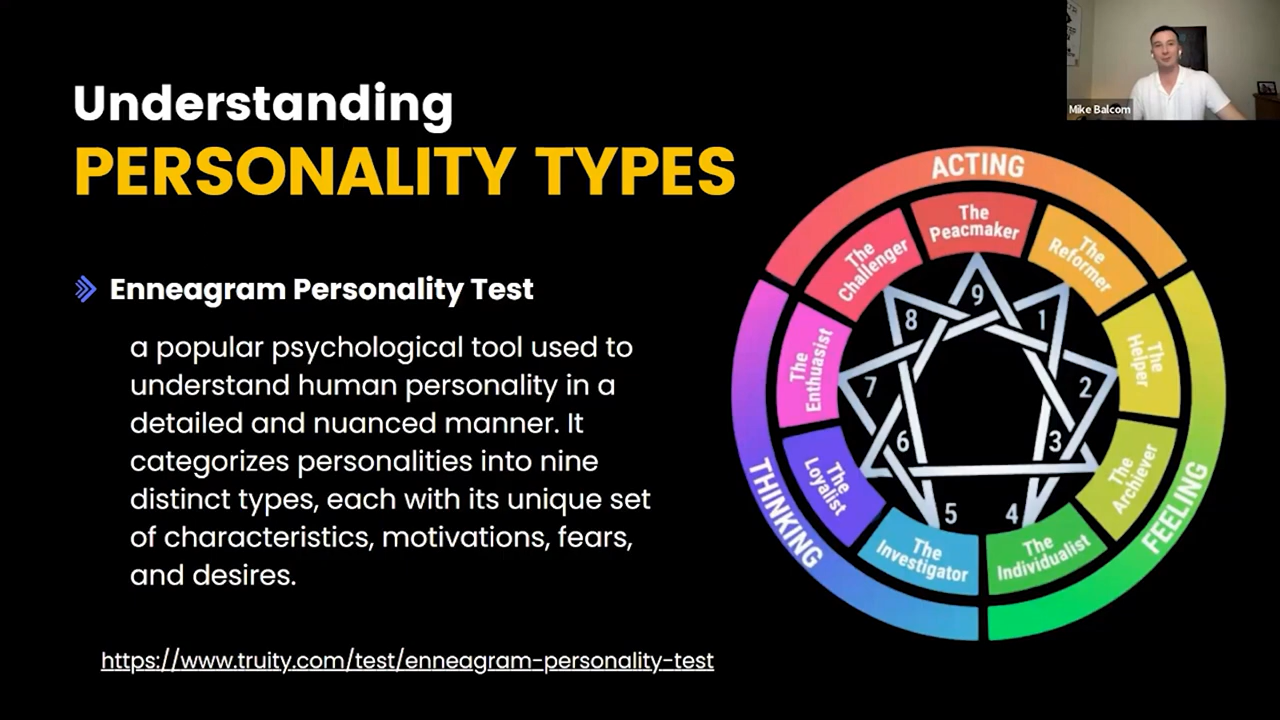 Understanding
PERSONALITY TYPES
Enneagram Personality Test
a popular psychological tool used to
understand human personality in a
detailed and nuanced manner. It
categorizes personalities into nine
distinct types, each with its unique set
of characteristics, motivations, fears,
and desires.
https://www.truity.com/test/enneagram-personality-test
Mike Balcom
ACTING
The
Peacmaker
The
Reformer
The
Helper
The
Archiever
The
Individualist
The
Investigator
The
Loyalist
The
Enthuasist
The
Challenger
FEELING
THINKING
9
1
2
3
4
5
6
7
8